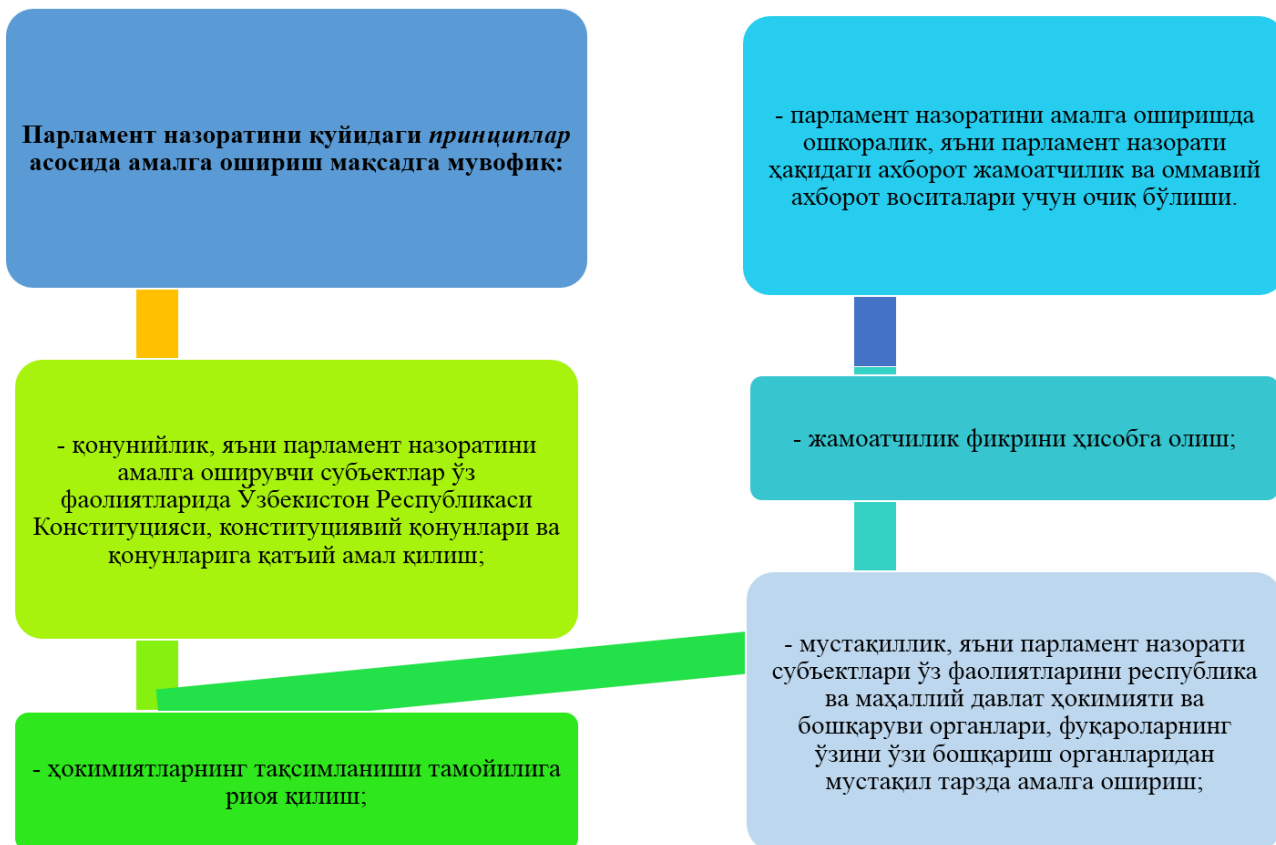 Парламент назоратини қуйидаги принциплар
асосида амалга ошириш мақсадга мувофиқ:
- қонунийлик, яъни парламент назоратини
амалга оширувчи субъектлар ўз
фаолиятларида Ўзбекистон Республикаси
Конституцияси, конституциявий қонунлари ва
қонунларига қатъий амал қилиш;
- ҳокимиятларнинг тақсимланиши тамойилига
риоя қилиш;
- мустақиллик, яъни парламент назорати
субъектлари ўз фаолиятларини республика
ва маҳаллий давлат ҳокимияти ва
бошқаруви органлари, фуқароларнинг
ўзини ўзи бошқариш органларидан
мустақил тарзда амалга ошириш;
- жамоатчилик фикрини ҳисобга олиш;
- парламент назоратини амалга оширишда
ошкоралик, яъни парламент назорати
ҳақидаги ахборот жамоатчилик ва оммавий
ахборот воситалари учун очиқ бўлиши.